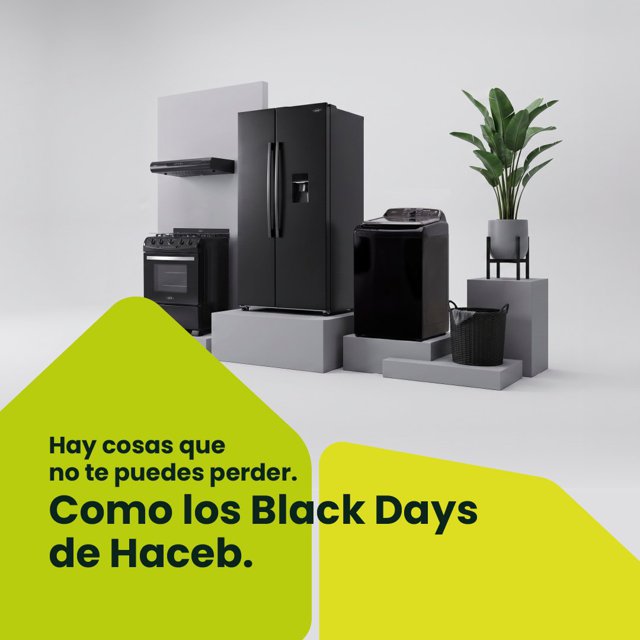 Hay cosas que
no te puedes perder.
Como los Black Days
de Haceb.